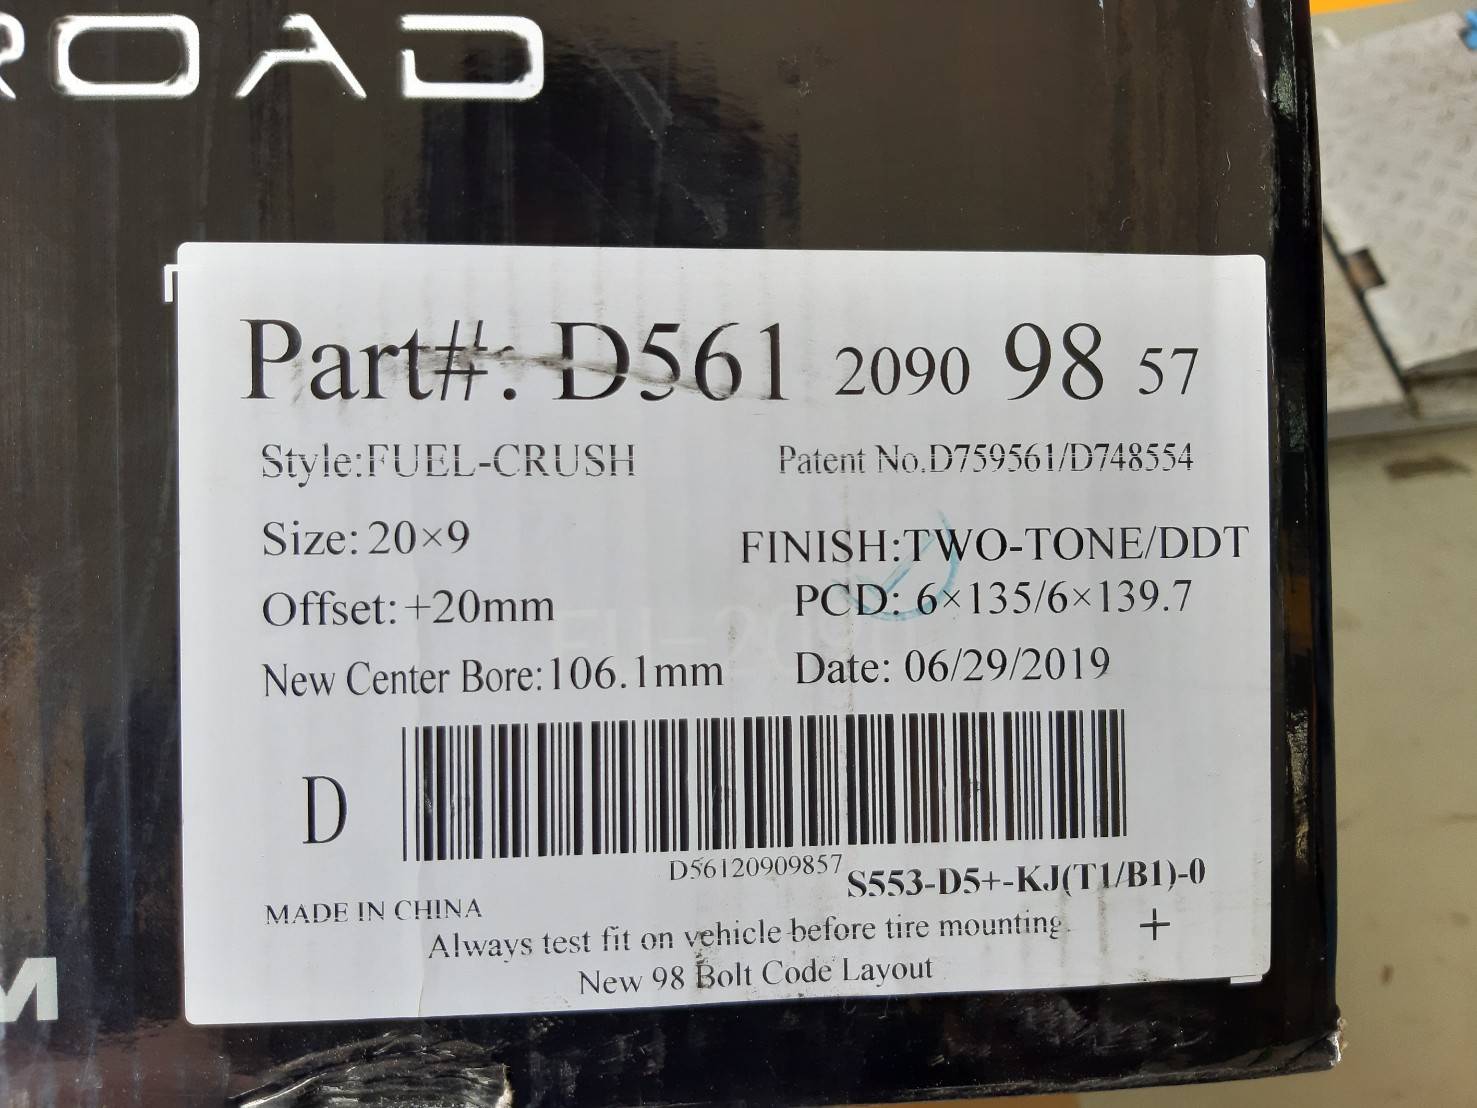 ROAD
Part#: D561 2090 98 57
Style:FUEL-CRUSH Patent No.D759561/D748554
Size: 20×9 FINISH:TWO-TONE/DDT
Offset: +20mm PCD: 6×135/6×139.7
New Center Bore:106.1mm Date: 06/29/2019
D
D56120909857 S553-D5+-KJ(T1/B1)-0
MADE IN CHINA
Always test fit on vehicle before tire mounting. +
New 98 Bolt Code Layout
M